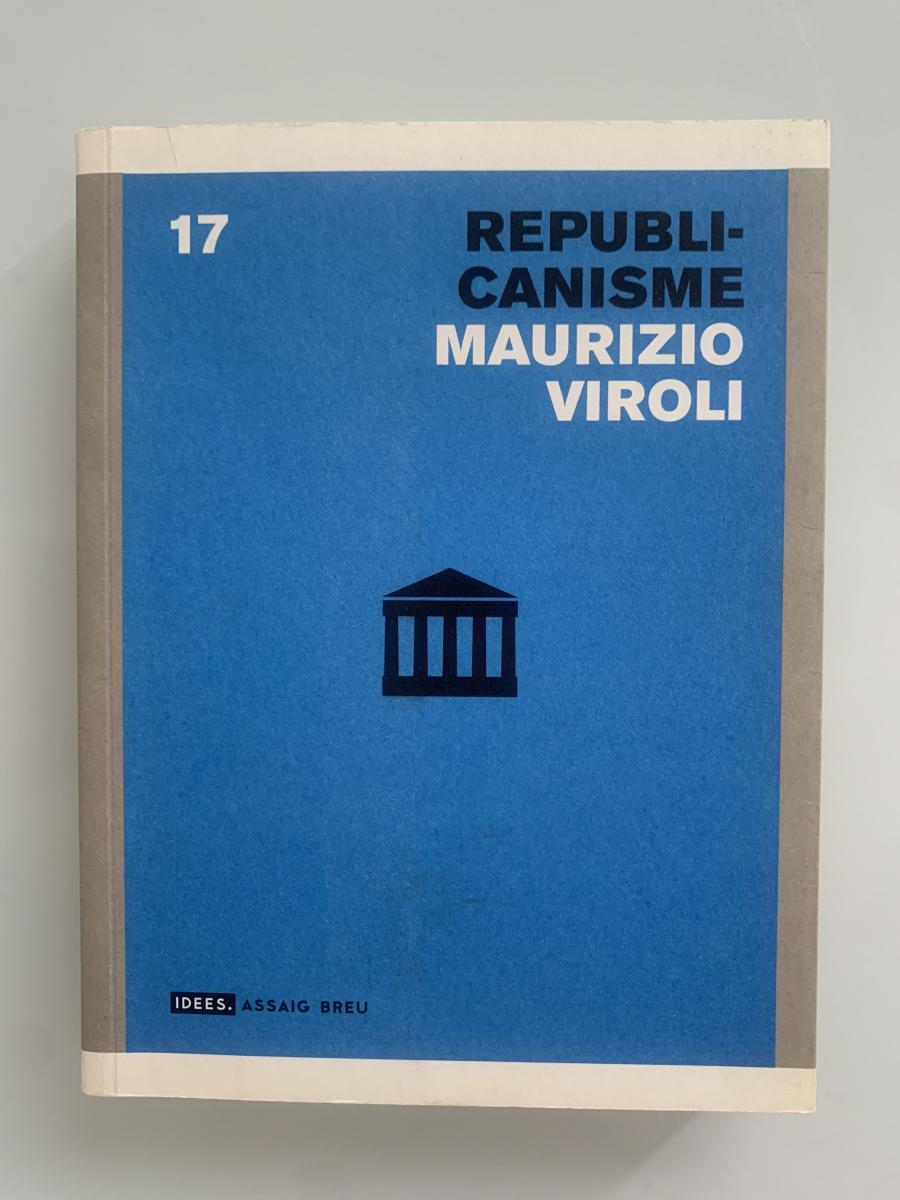 17
REPUBLI-
CANISME
MAURIZIO
VIROLI
IDEES. ASSAIG BREU